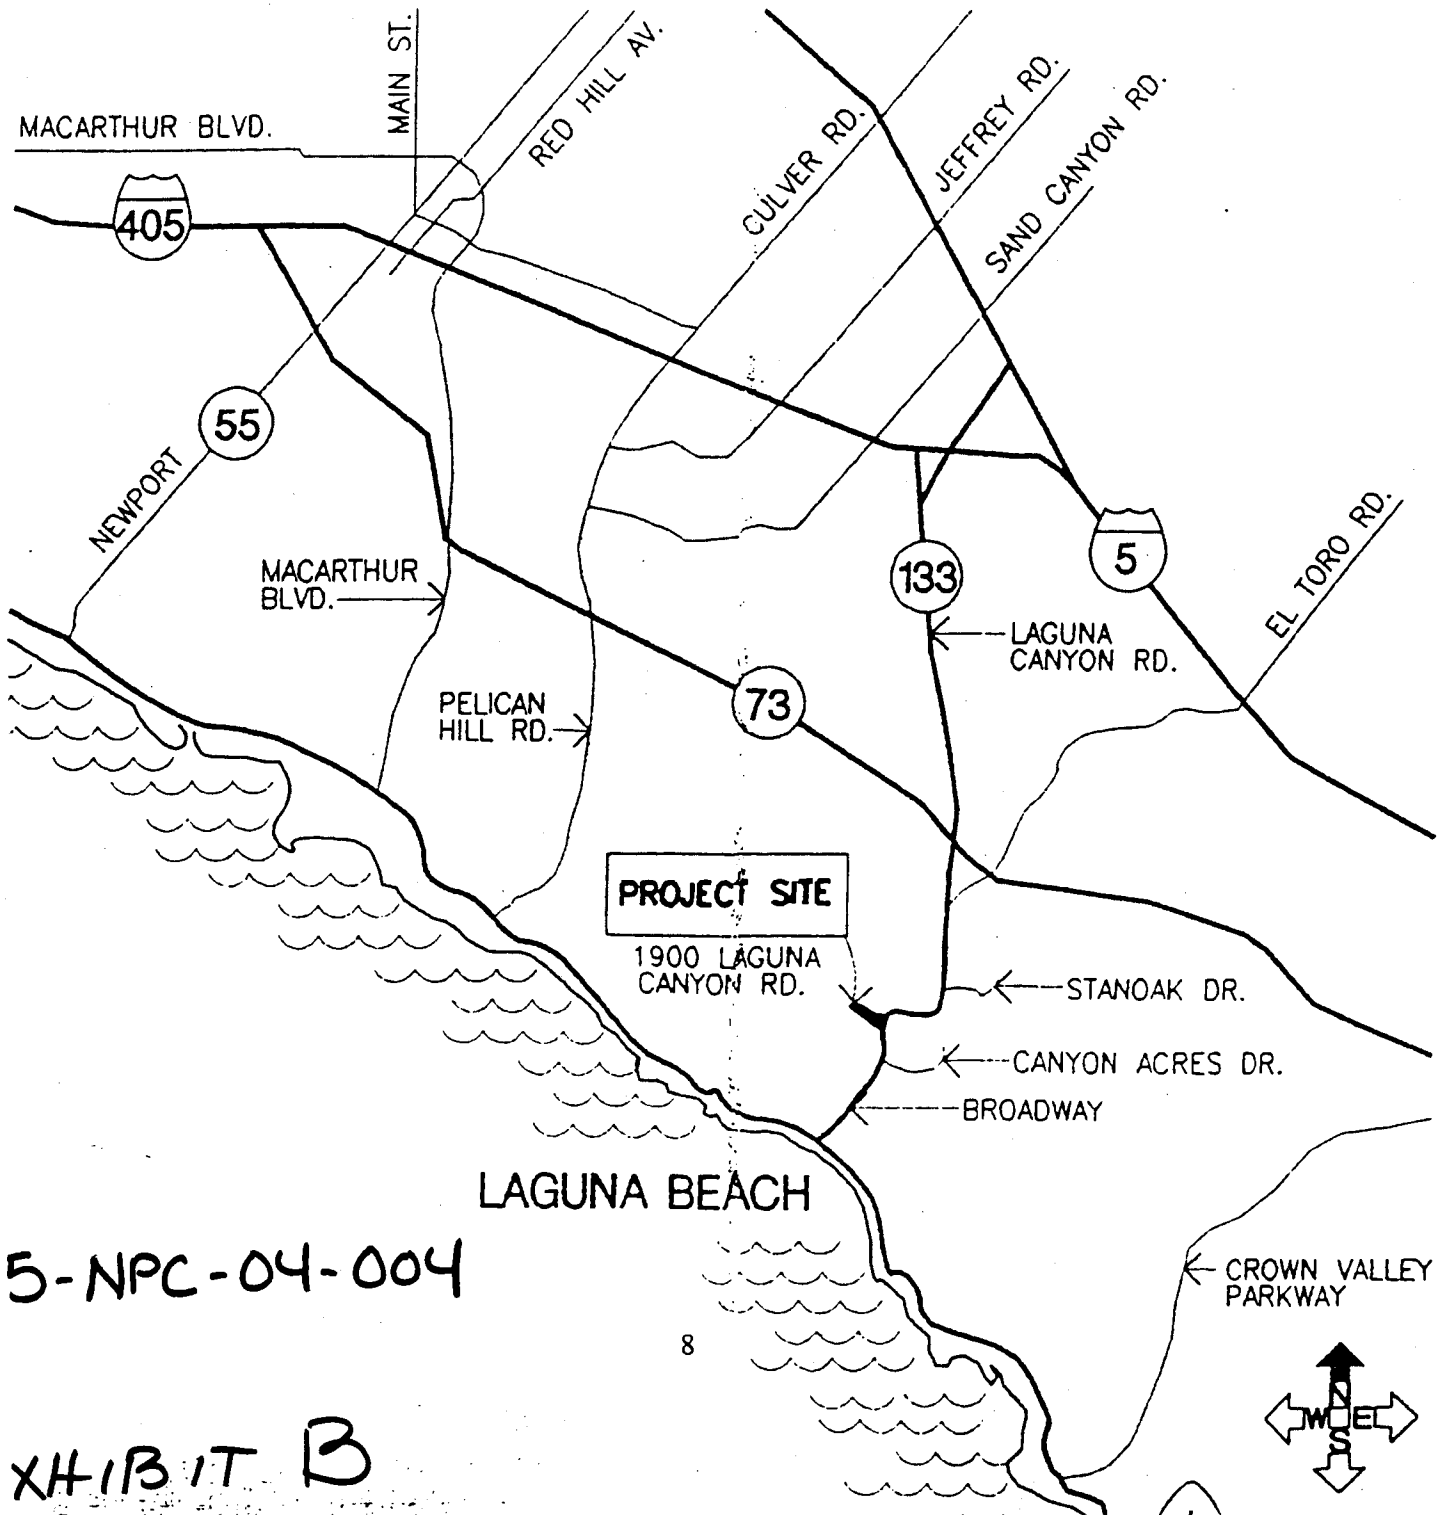 MAIN ST.
RED HILL AV.
MACARTHUR BLVD.
CULVER RD.
JEFFREY RD.
SAND CANYON RD.
405
55
NEWPORT
MACARTHUR
BLVD.
133
5
EL TORO RD.
LAGUNA
CANYON RD.
PELICAN
HILL RD.
73
PROJECT SITE
1900 LAGUNA
CANYON RD.
STANOAK DR.
CANYON ACRES DR.
BROADWAY
LAGUNA BEACH
5-NPC-04-004
CROWN VALLEY
PARKWAY
8
N
W E
S
XHIBIT B